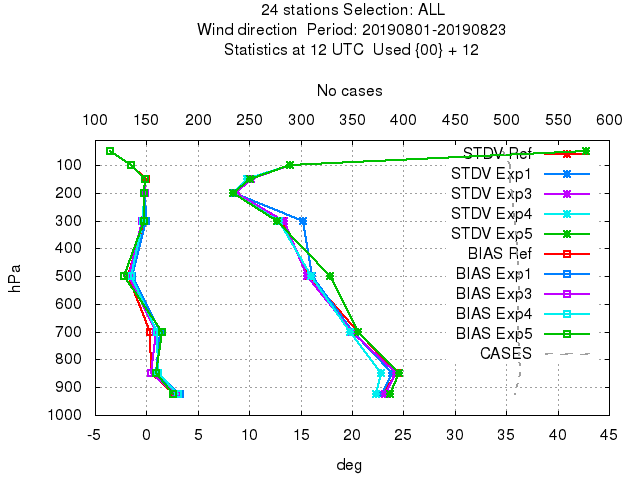 24 stations Selection: ALL
Wind direction  Period: 20190801-20190823
Statistics at 12 UTC  Used {00} + 12
No cases
100 150 200 250 300 350 400 450 500 550 600
STDV Ref
100
STDV Exp1
STDV Exp3
200
STDV Exp4
300
STDV Exp5
400
BIAS Ref
BIAS Exp1
500
BIAS Exp3
600
BIAS Exp4
700
BIAS Exp5
800
CASES
900
1000
hPa
-5 0 5 10 15 20 25 30 35 40 45
deg